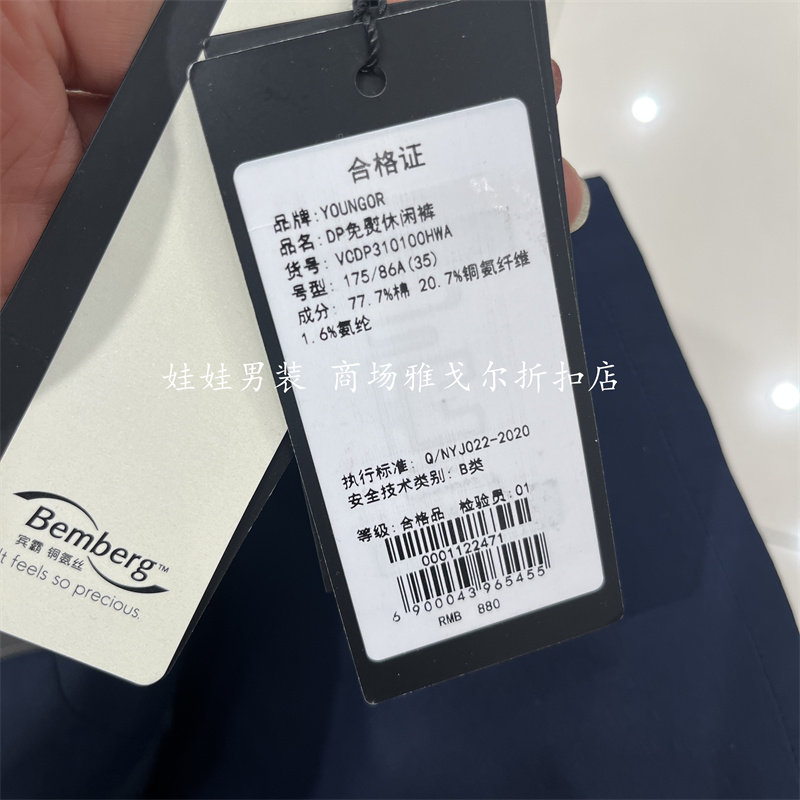 合格证
品牌:YOUNGOR
品名:DP免熨休闲裤
货号: VCDP310100HWA
号型: 175/86A(35)
成分: 77.7%棉 20.7%铜氨纤维
1.6%氨纶
娃娃男装 商场雅戈尔折扣店
执行标准: Q/NYJ022-2020
安全技术类别: B类
等级:合格品 检验员:01
0001122471
6 900043 965455
RMB 880
Bemberg™
宾霸 铜氨丝
It feels so precious.